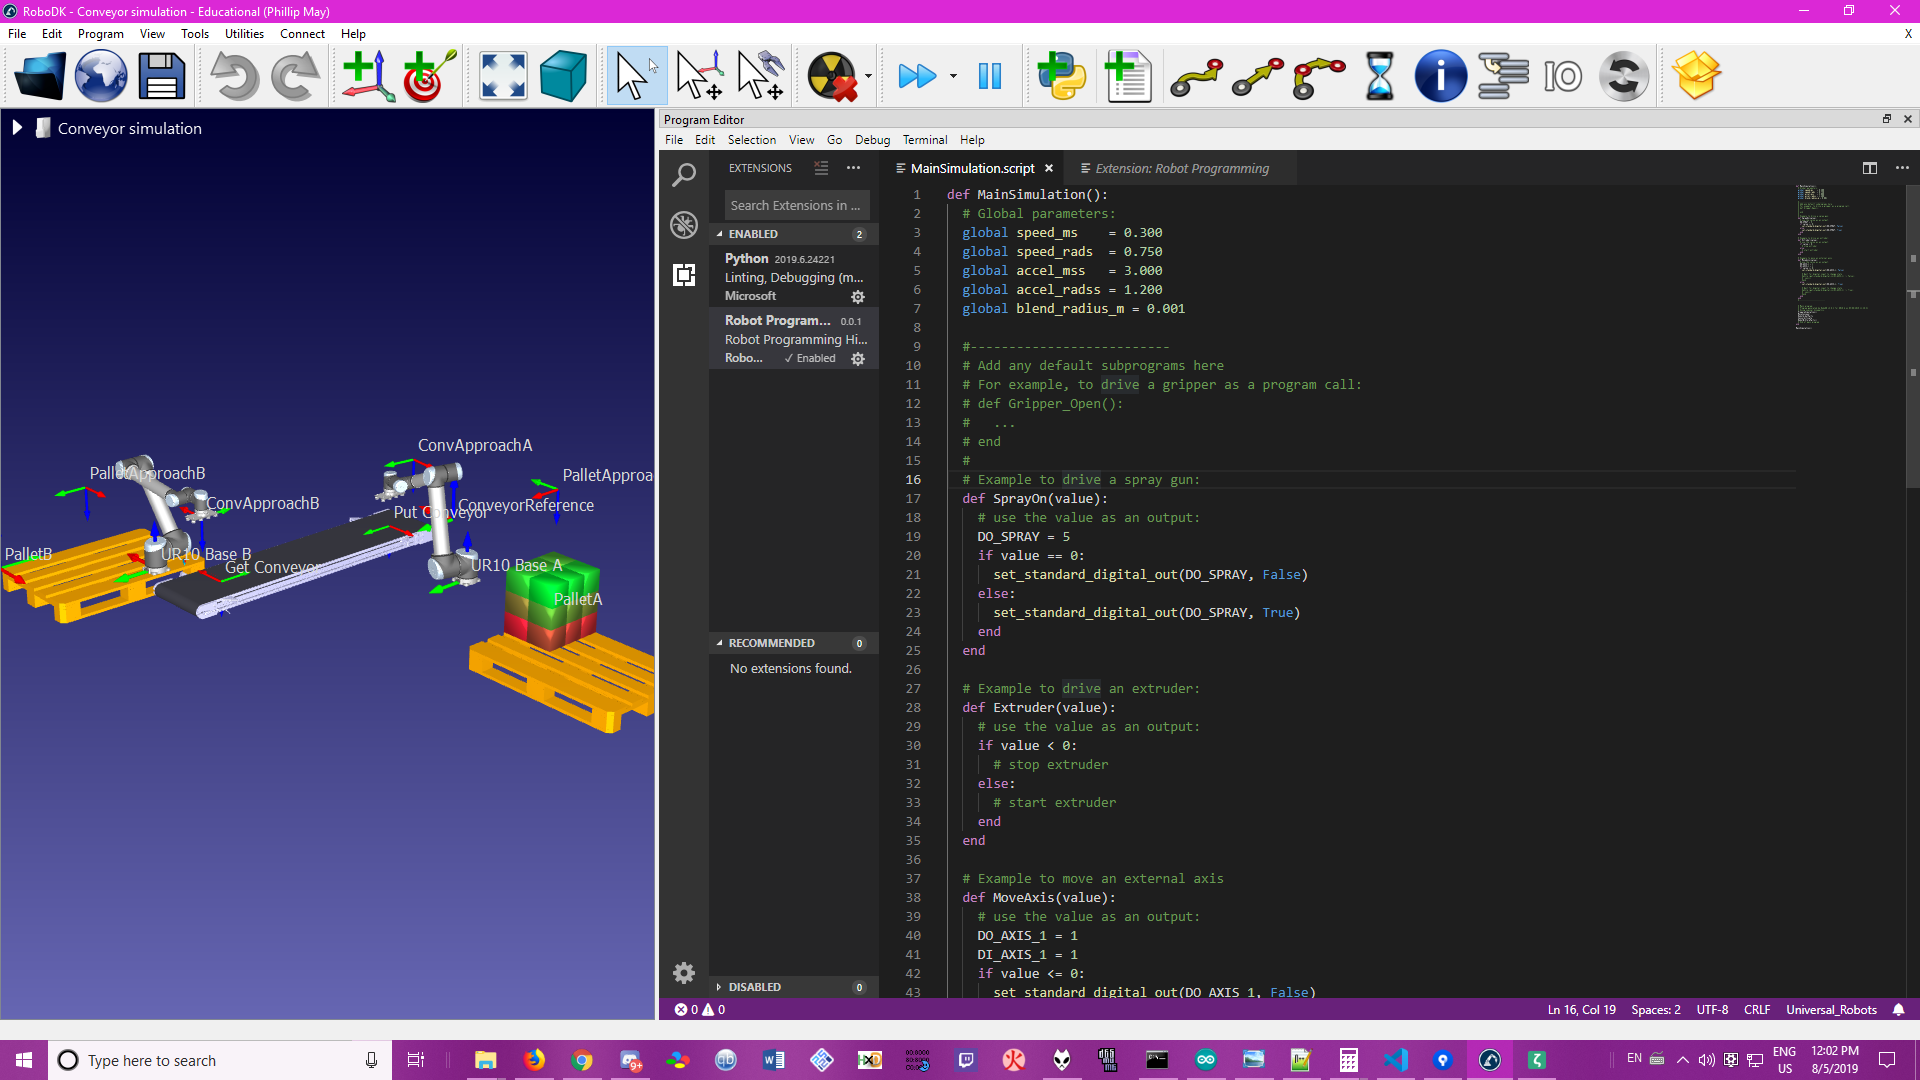 RoboDK - Conveyor simulation - Educational (Phillip May)
File Edit Program View Tools Utilities Connect Help
X
IO
Conveyor simulation
ConvApproachA
PalletApproachB
PalletApproa
ConvApproachB
ConveyorReference
Put Conveyor
PalletB
UR10 Base B
Get Conveyor
UR10 Base A
PalletA
Program Editor
File Edit Selection View Go Debug Terminal Help
EXTENSIONS
Search Extensions in ...
ENABLED 2
Python 2019.6.24221
Linting, Debugging (m...
Microsoft
Robot Program... 0.0.1
Robot Programming Hi...
Robo... ✓ Enabled
RECOMMENDED 0
No extensions found.
DISABLED 0
MainSimulation.script
Extension: Robot Programming
1 def MainSimulation():
2 # Global parameters:
3 global speed_ms = 0.300
4 global speed_rads = 0.750
5 global accel_mss = 3.000
6 global accel_radss = 1.200
7 global blend_radius_m = 0.001
8
9 #--------------------------
10 # Add any default subprograms here
11 # For example, to drive a gripper as a program call:
12 # def Gripper_Open():
13 # ...
14 # end
15 #
16 # Example to drive a spray gun:
17 def SprayOn(value):
18 # use the value as an output:
19 DO_SPRAY = 5
20 if value == 0:
21 set_standard_digital_out(DO_SPRAY, False)
22 else:
23 set_standard_digital_out(DO_SPRAY, True)
24 end
25 end
26
27 # Example to drive an extruder:
28 def Extruder(value):
29 # use the value as an output:
30 if value < 0:
31 # stop extruder
32 else:
33 # start extruder
34 end
35 end
36
37 # Example to move an external axis
38 def MoveAxis(value):
39 # use the value as an output:
40 DO_AXIS_1 = 1
41 DI_AXIS_1 = 1
42 if value <= 0:
43 set_standard_digital_out(DO_AXIS_1, False)
0 0
Ln 16, Col 19 Spaces: 2 UTF-8 CRLF Universal_Robots
Type here to search
9+
EN
ENG
US
12:02 PM
8/5/2019